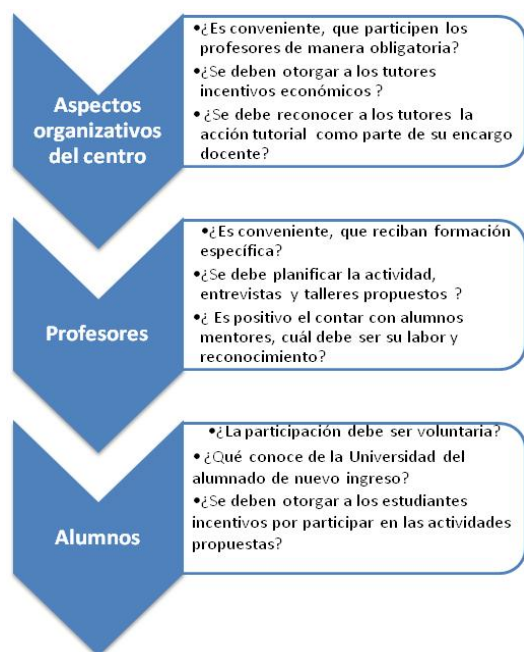 Aspectos
organizativos
del centro
•¿Es conveniente, que participen los
profesores de manera obligatoria?
•¿Se deben otorgar a los tutores
incentivos económicos ?
•¿Se debe reconocer a los tutores la
acción tutorial como parte de su encargo
docente?
Profesores
•¿Es conveniente, que reciban formación
específica?
•¿Se debe planificar la actividad,
entrevistas y talleres propuestos ?
•¿ Es positivo el contar con alumnos
mentores, cuál debe ser su labor y
reconocimiento?
Alumnos
•¿La participación debe ser voluntaria?
•¿Qué conoce de la Universidad del
alumnado de nuevo ingreso?
•¿Se deben otorgar a los estudiantes
incentivos por participar en las actividades
propuestas?